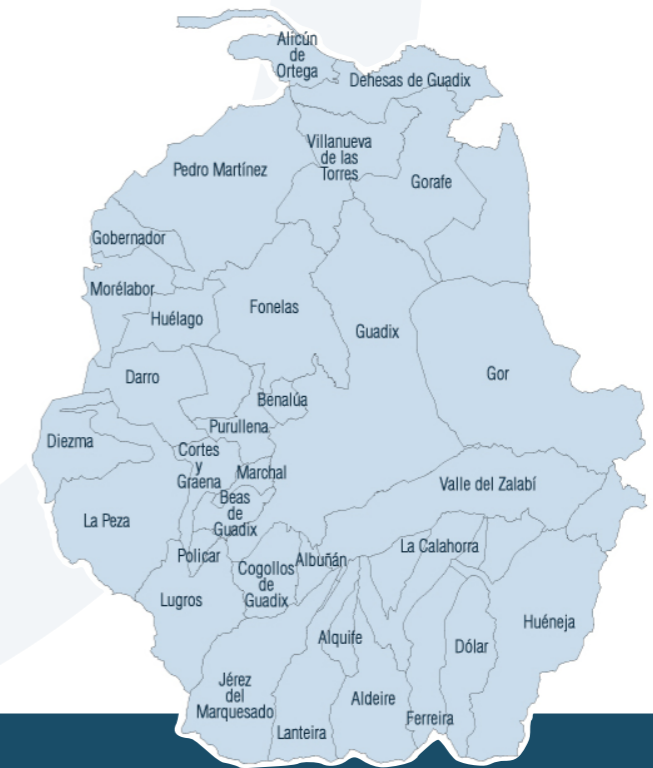 Alicún
de
Ortega
Dehesas de Guadix
Villanueva
de las
Torres
Pedro Martínez
Gorafe
Gobernador
Morélabor
Huélago
Fonelas
Guadix
Gor
Darro
Benalúa
Purullena
Diezma
Cortes
y
Graena
Marchal
Valle del Zalabí
Beas
de
Guadix
La Peza
La Calahorra
Policar
Albuñán
Cogollos
de
Guadix
Lugros
Huéneja
Alquife
Dólar
Jérez
del
Marquesado
Aldeire
Ferreira
Lanteira